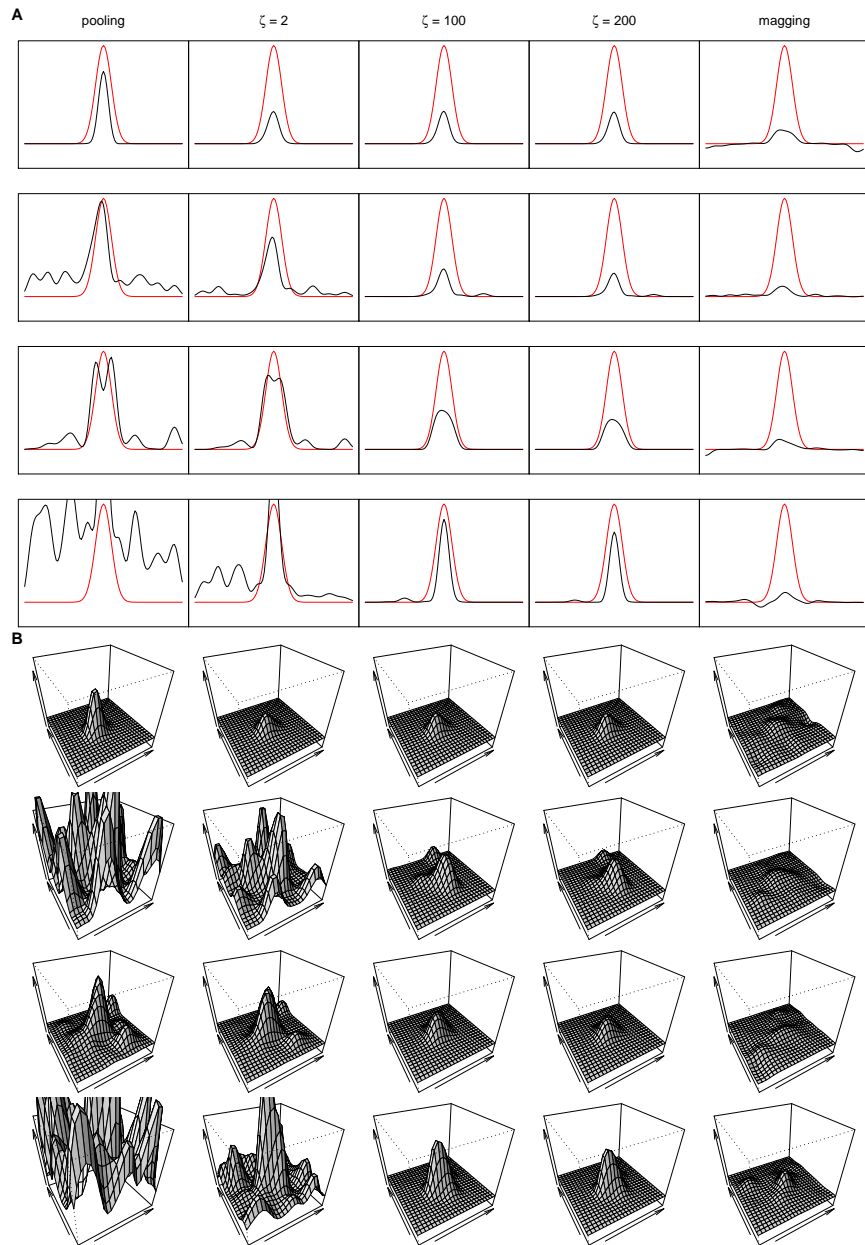 A
pooling ζ = 2 ζ = 100 ζ = 200 magging
B